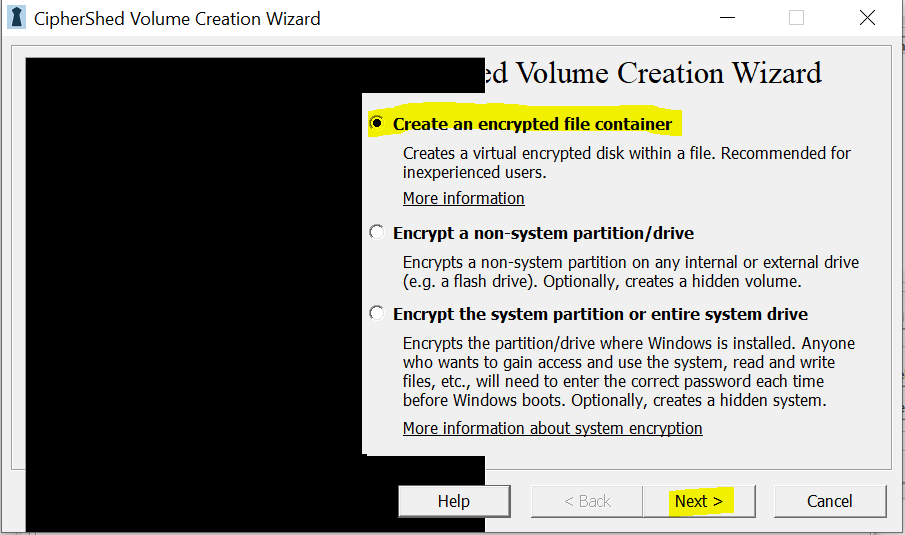 CipherShed Volume Creation Wizard
ed Volume Creation Wizard
Create an encrypted file container
Creates a virtual encrypted disk within a file. Recommended for
inexperienced users.
More information
Encrypt a non-system partition/drive
Encrypts a non-system partition on any internal or external drive
(e.g. a flash drive). Optionally, creates a hidden volume.
Encrypt the system partition or entire system drive
Encrypts the partition/drive where Windows is installed. Anyone
who wants to gain access and use the system, read and write
files, etc., will need to enter the correct password each time
before Windows boots. Optionally, creates a hidden system.
More information about system encryption
Help
< Back
Next >
Cancel